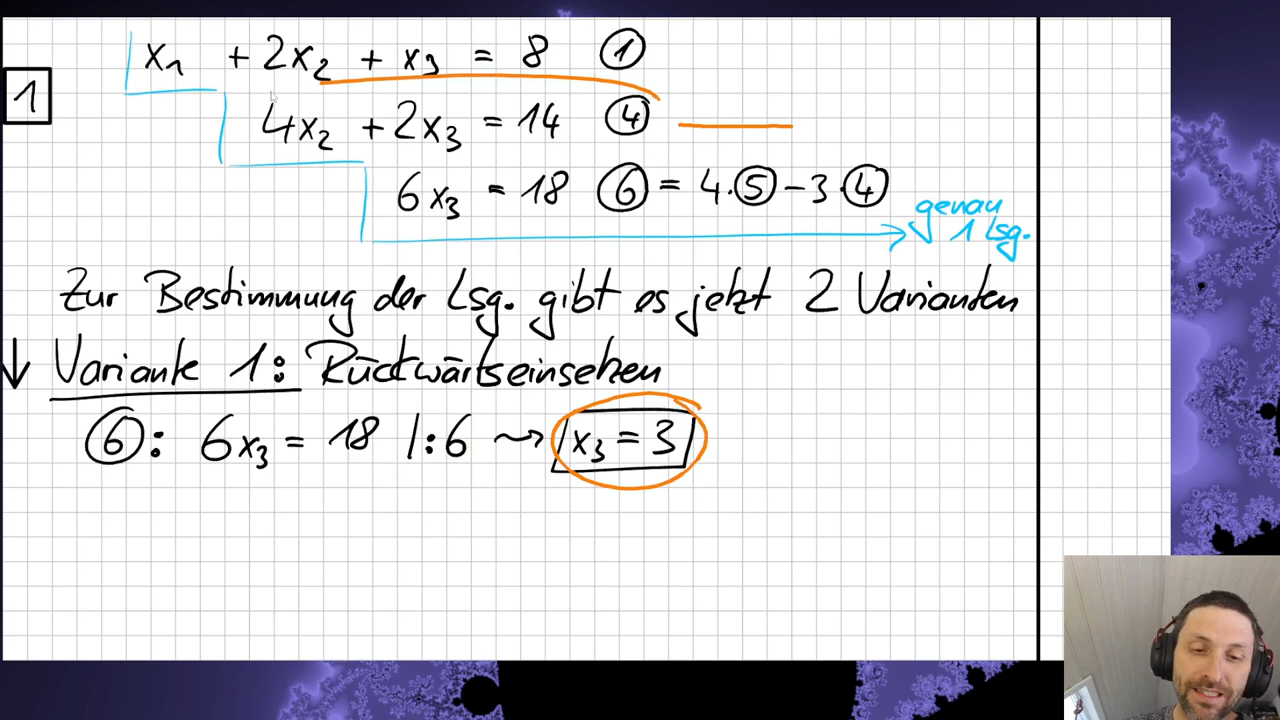 x₁ + 2x₂ + x₃ = 8 ①
1
4x₂ + 2x₃ = 14 ④
6x₃ = 18 ⑥ = 4·⑤ − 3·④
genau
1 Lsg.
Zur Bestimmung der Lsg. gibt es jetzt 2 Varianten
↓ Variante 1: Rückwärtseinsetzen
⑥: 6x₃ = 18 |:6 ⤳ x₃ = 3